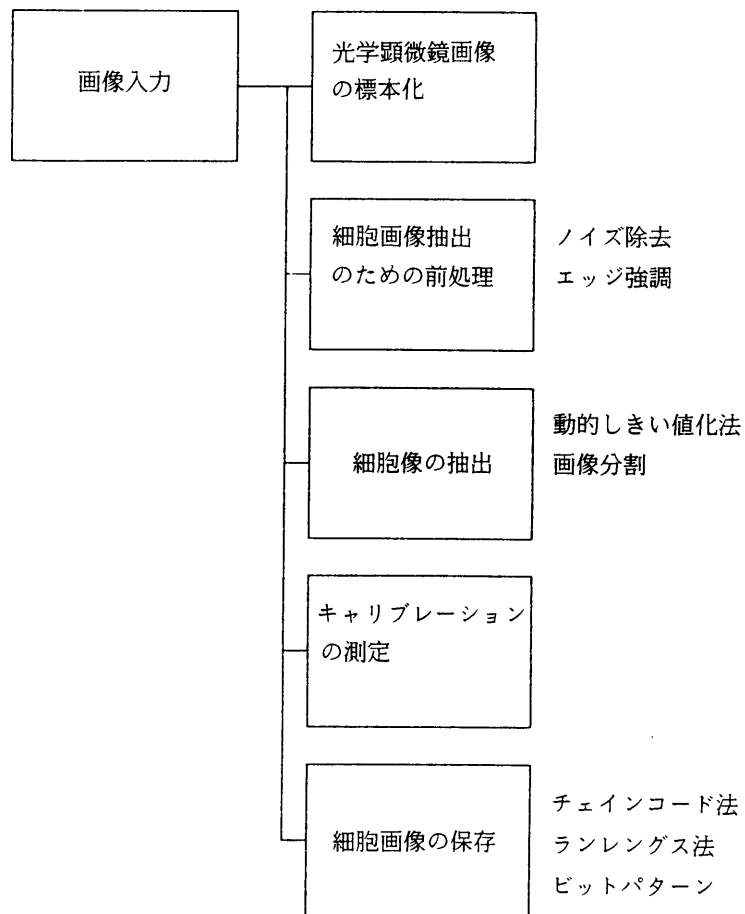 画像入力
光学顕微鏡画像
の標本化
細胞画像抽出
のための前処理
ノイズ除去
エッジ強調
細胞像の抽出
動的しきい値化法
画像分割
キャリブレーション
の測定
細胞画像の保存
チェインコード法
ランレングス法
ビットパターン